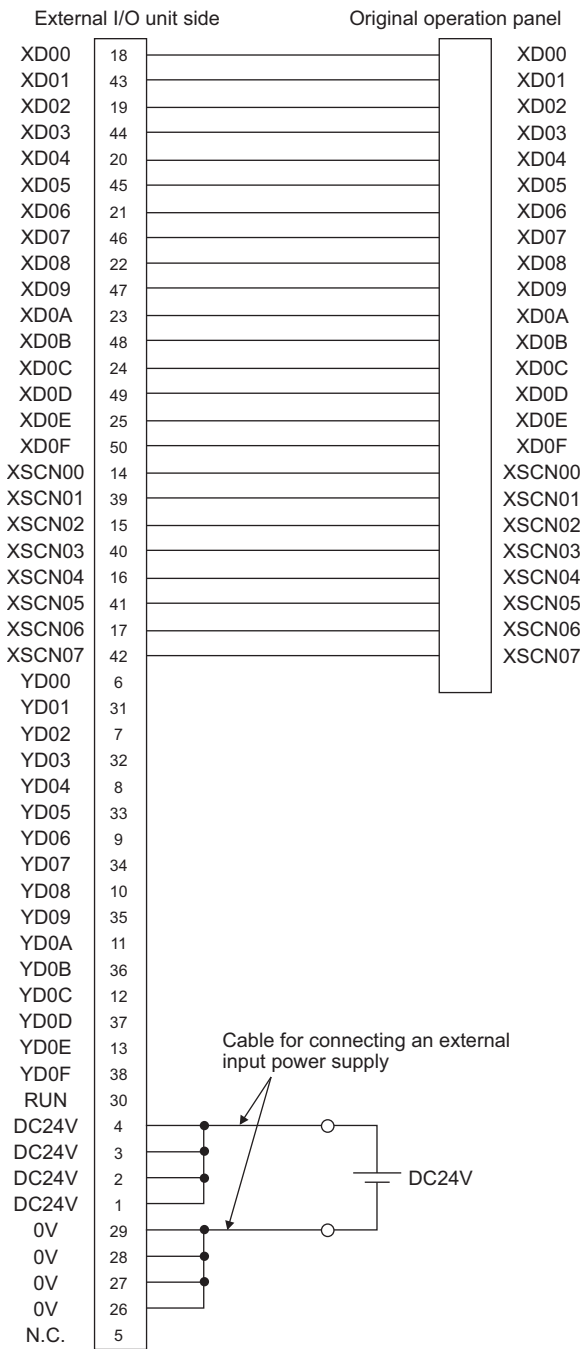 External I/O unit side Original operation panel
XD00 18 XD00
XD01 43 XD01
XD02 19 XD02
XD03 44 XD03
XD04 20 XD04
XD05 45 XD05
XD06 21 XD06
XD07 46 XD07
XD08 22 XD08
XD09 47 XD09
XD0A 23 XD0A
XD0B 48 XD0B
XD0C 24 XD0C
XD0D 49 XD0D
XD0E 25 XD0E
XD0F 50 XD0F
XSCN00 14 XSCN00
XSCN01 39 XSCN01
XSCN02 15 XSCN02
XSCN03 40 XSCN03
XSCN04 16 XSCN04
XSCN05 41 XSCN05
XSCN06 17 XSCN06
XSCN07 42 XSCN07
YD00 6
YD01 31
YD02 7
YD03 32
YD04 8
YD05 33
YD06 9
YD07 34
YD08 10
YD09 35
YD0A 11
YD0B 36
YD0C 12
YD0D 37
YD0E 13
YD0F 38
Cable for connecting an external
input power supply
RUN 30
DC24V 4
DC24V 3
DC24V 2 DC24V
DC24V 1
0V 29
0V 28
0V 27
0V 26
N.C. 5